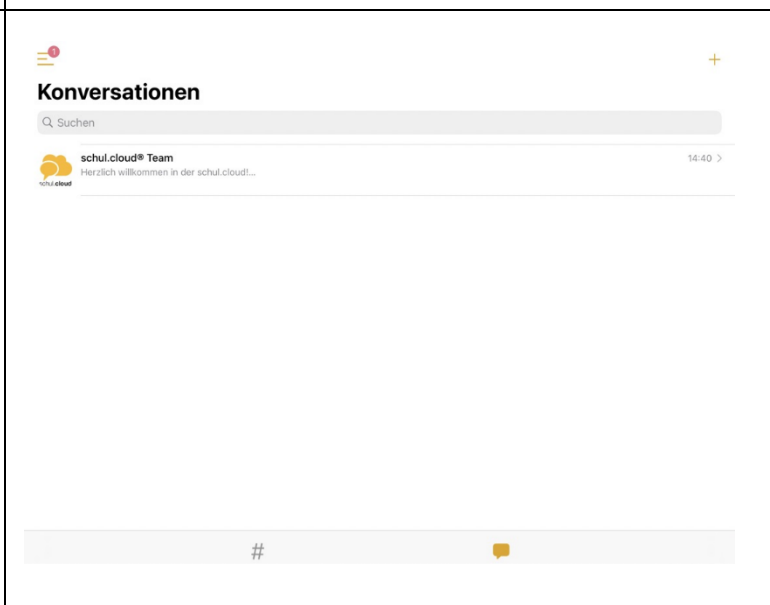 1
+
Konversationen
Suchen
schul.cloud® Team
14:40 >
Herzlich willkommen in der schul.cloud!...
schul.cloud
#